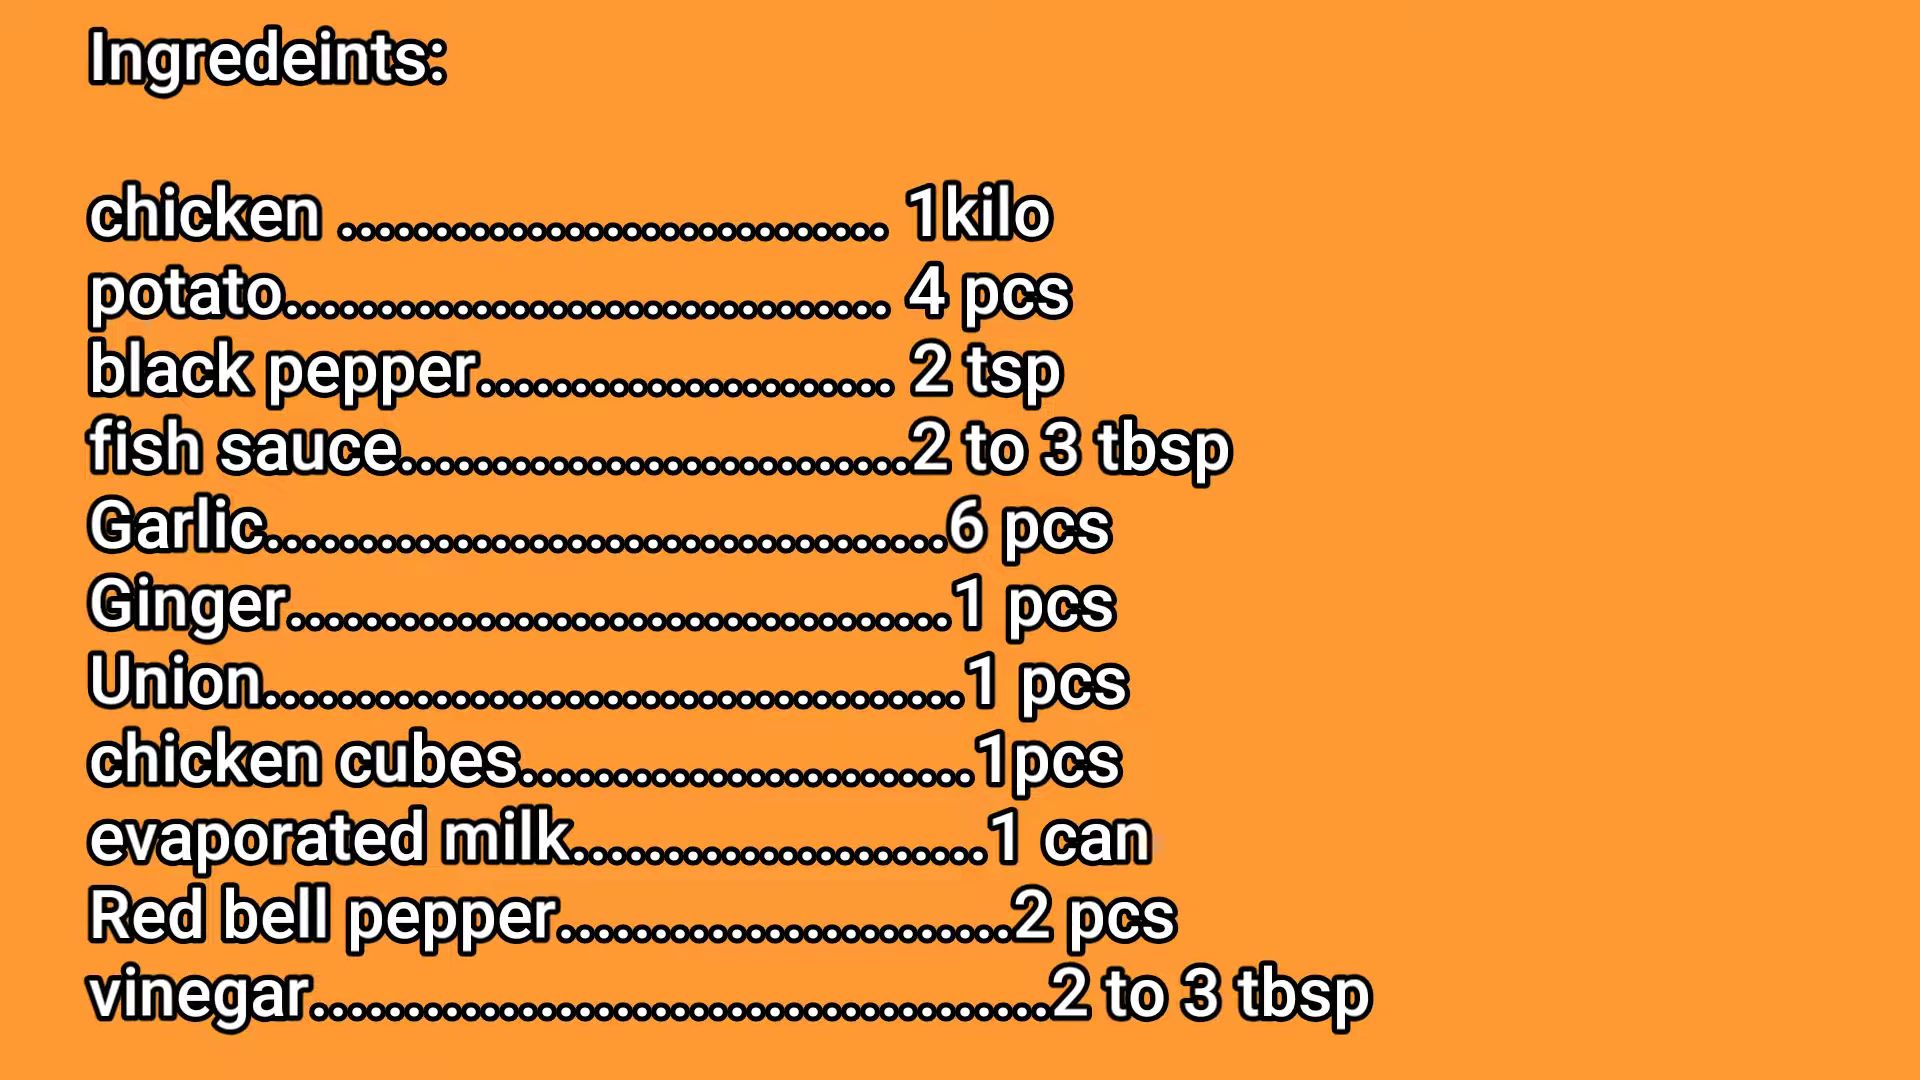 Ingredeints:
chicken ............................. 1kilo
potato................................ 4 pcs
black pepper...................... 2 tsp
fish sauce...........................2 to 3 tbsp
Garlic....................................6 pcs
Ginger...................................1 pcs
Union.....................................1 pcs
chicken cubes........................1pcs
evaporated milk......................1 can
Red bell pepper........................2 pcs
vinegar.......................................2 to 3 tbsp